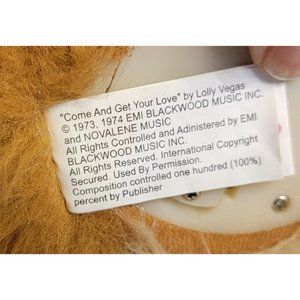 "Come And Get Your Love" by Lolly Vegas
© 1973, 1974 EMI BLACKWOOD MUSIC INC.
and NOVALENE MUSIC
All Rights Controlled and Adinistered by EMI
BLACKWOOD MUSIC INC.
All Rights Reserved. International Copyright
Secured. Used By Permission.
Composition controlled one hundred (100%)
percent by Publisher